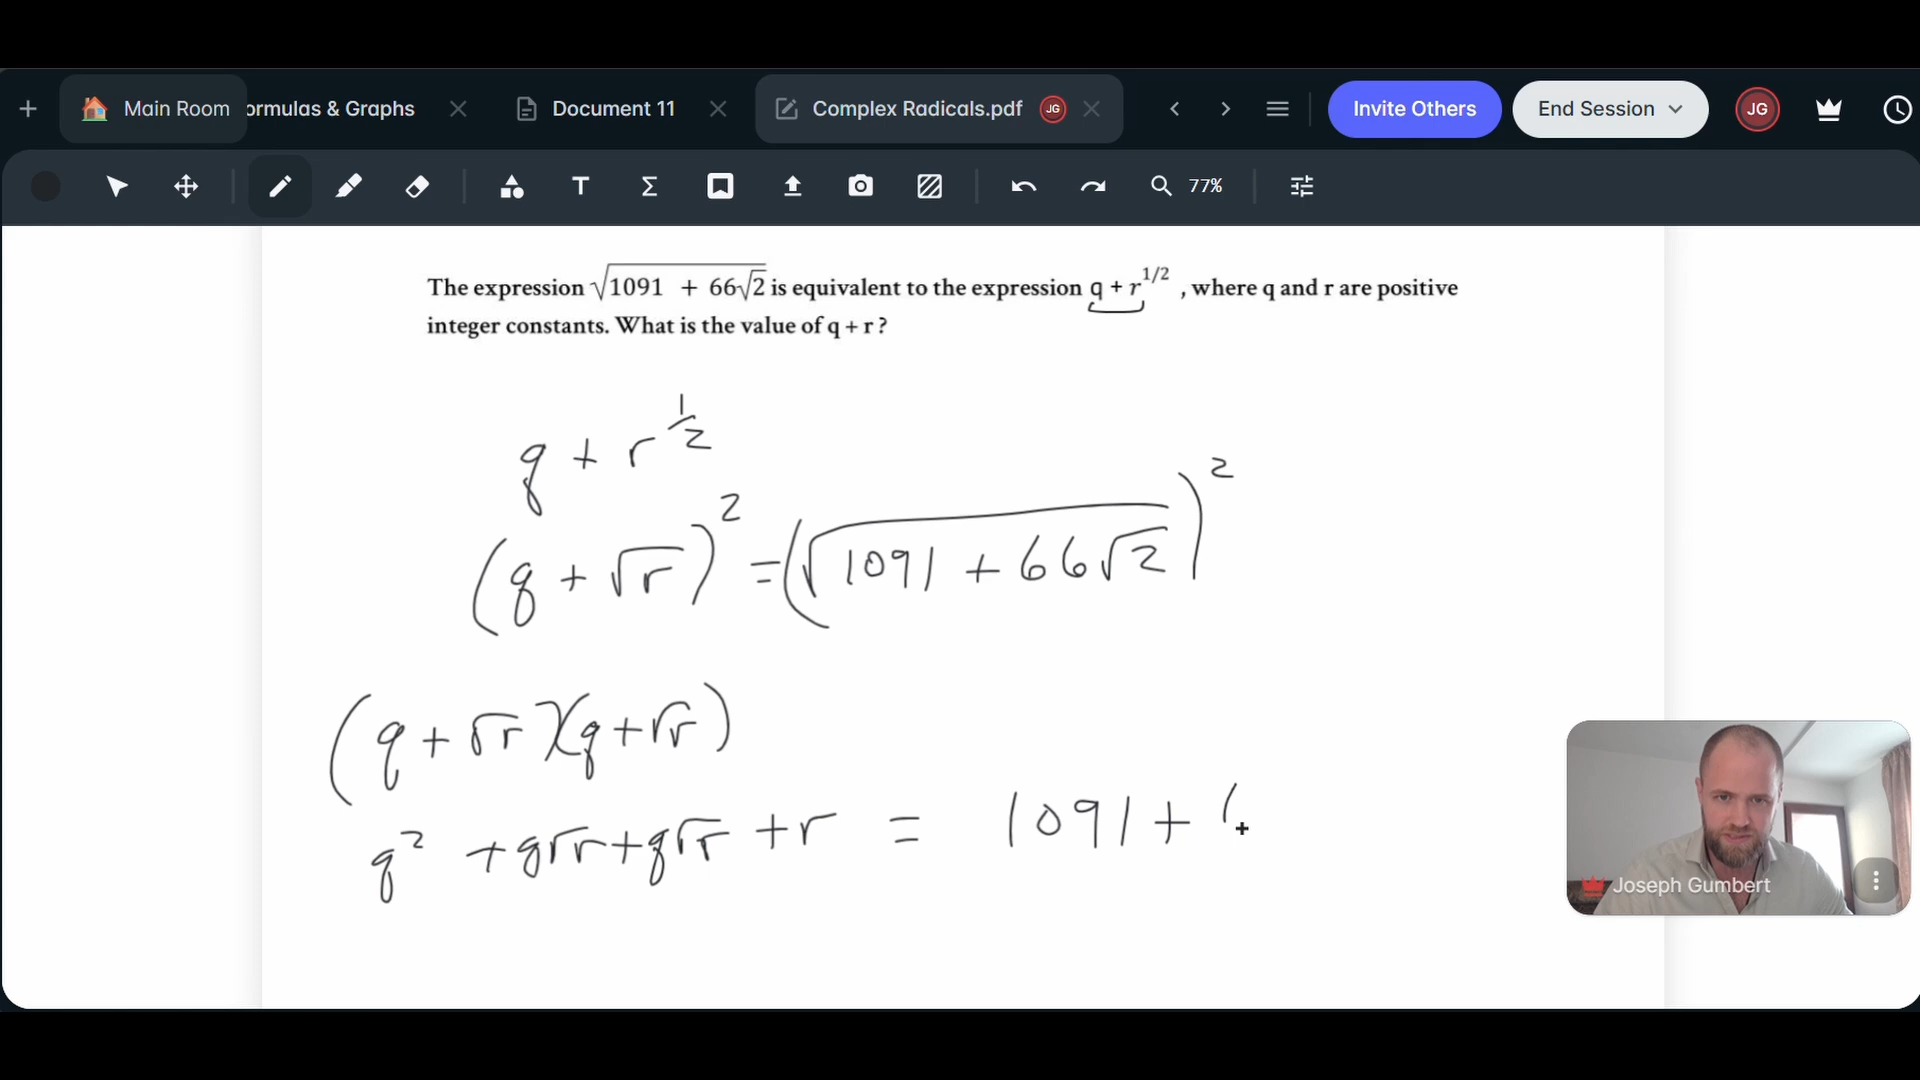 Main Room
ormulas & Graphs
Document 11
Complex Radicals.pdf
JG
Invite Others
End Session
JG
T
Σ
77%
The expression √(1091 + 66√2) is equivalent to the expression q + r^1/2 , where q and r are positive
integer constants. What is the value of q + r ?
q + r^1/2
(q + √r)^2 = (√(1091 + 66√2))^2
(q + √r)(q + √r)
q^2 + q√r + q√r + r = 1091 + (
Joseph Gumbert